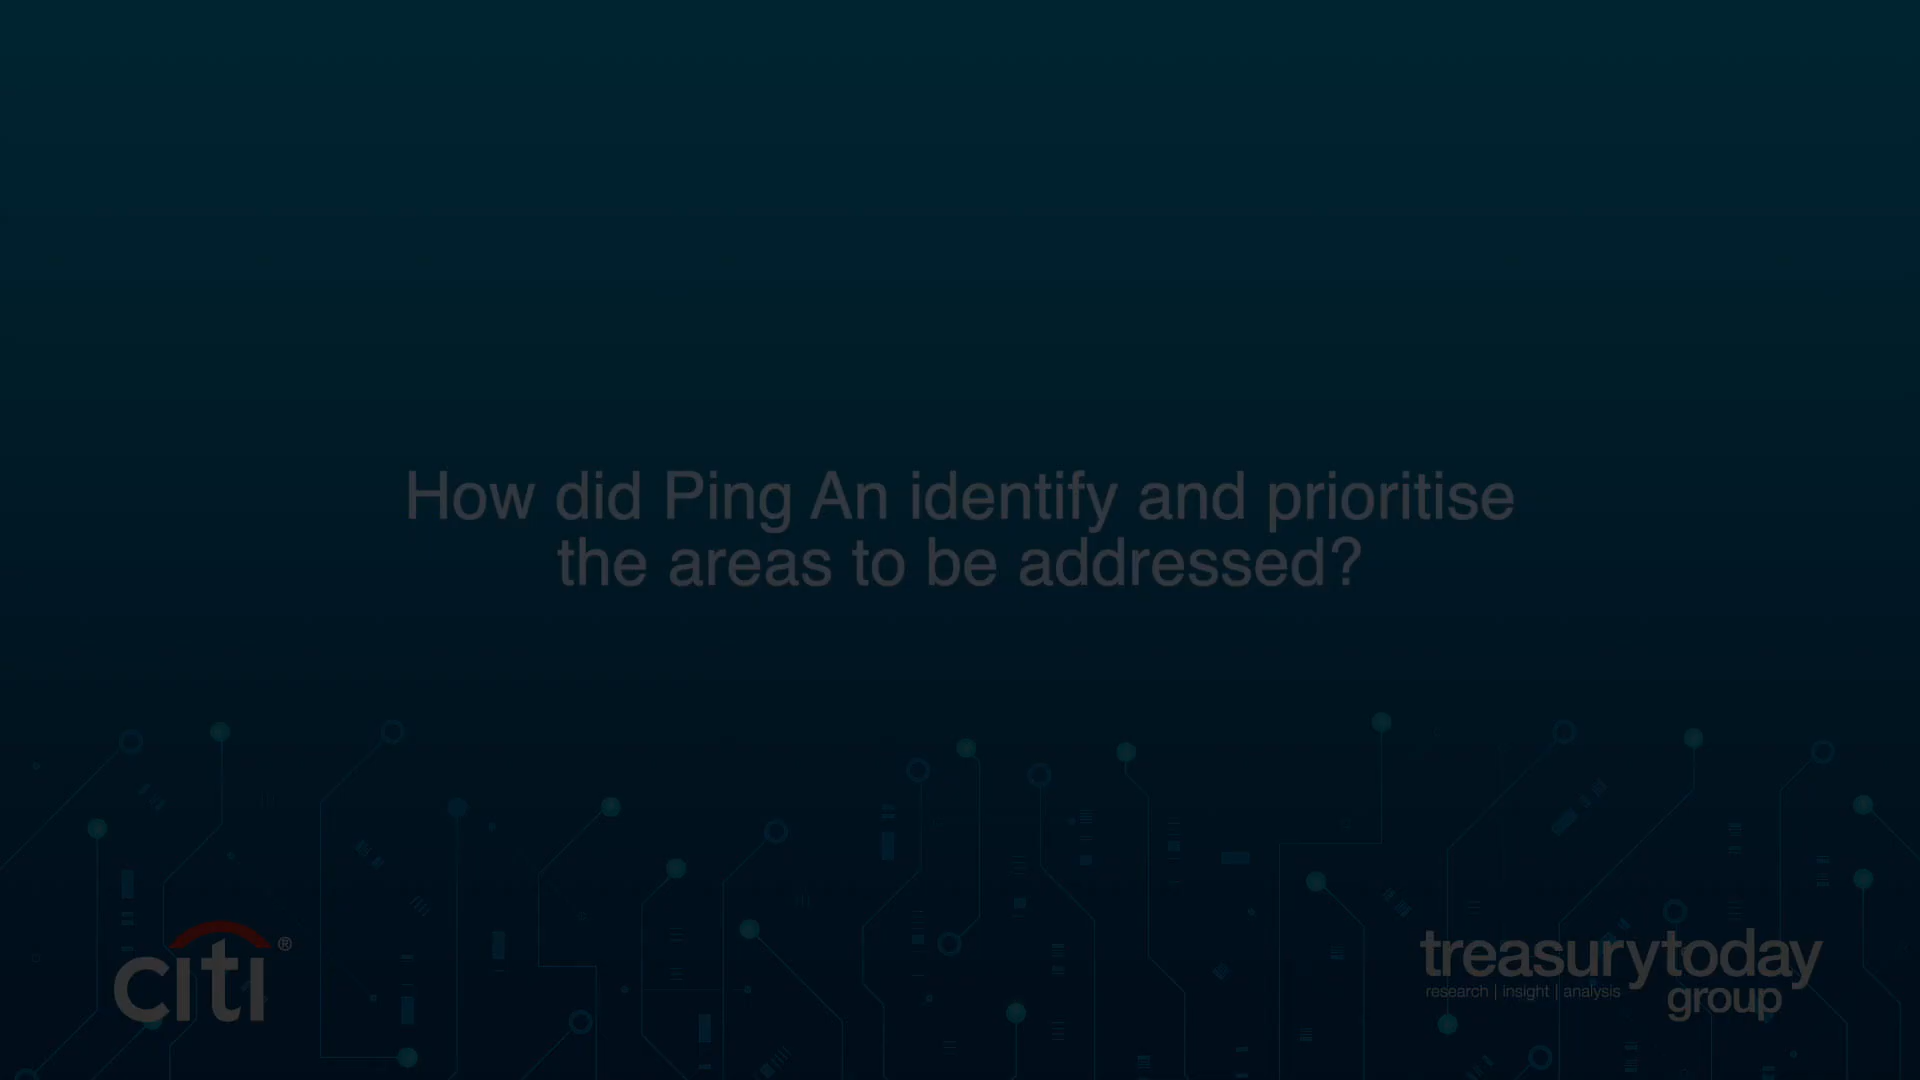 How did Ping An identify and prioritise
the areas to be addressed?
citi®
treasurytoday
research | insight | analysis
group